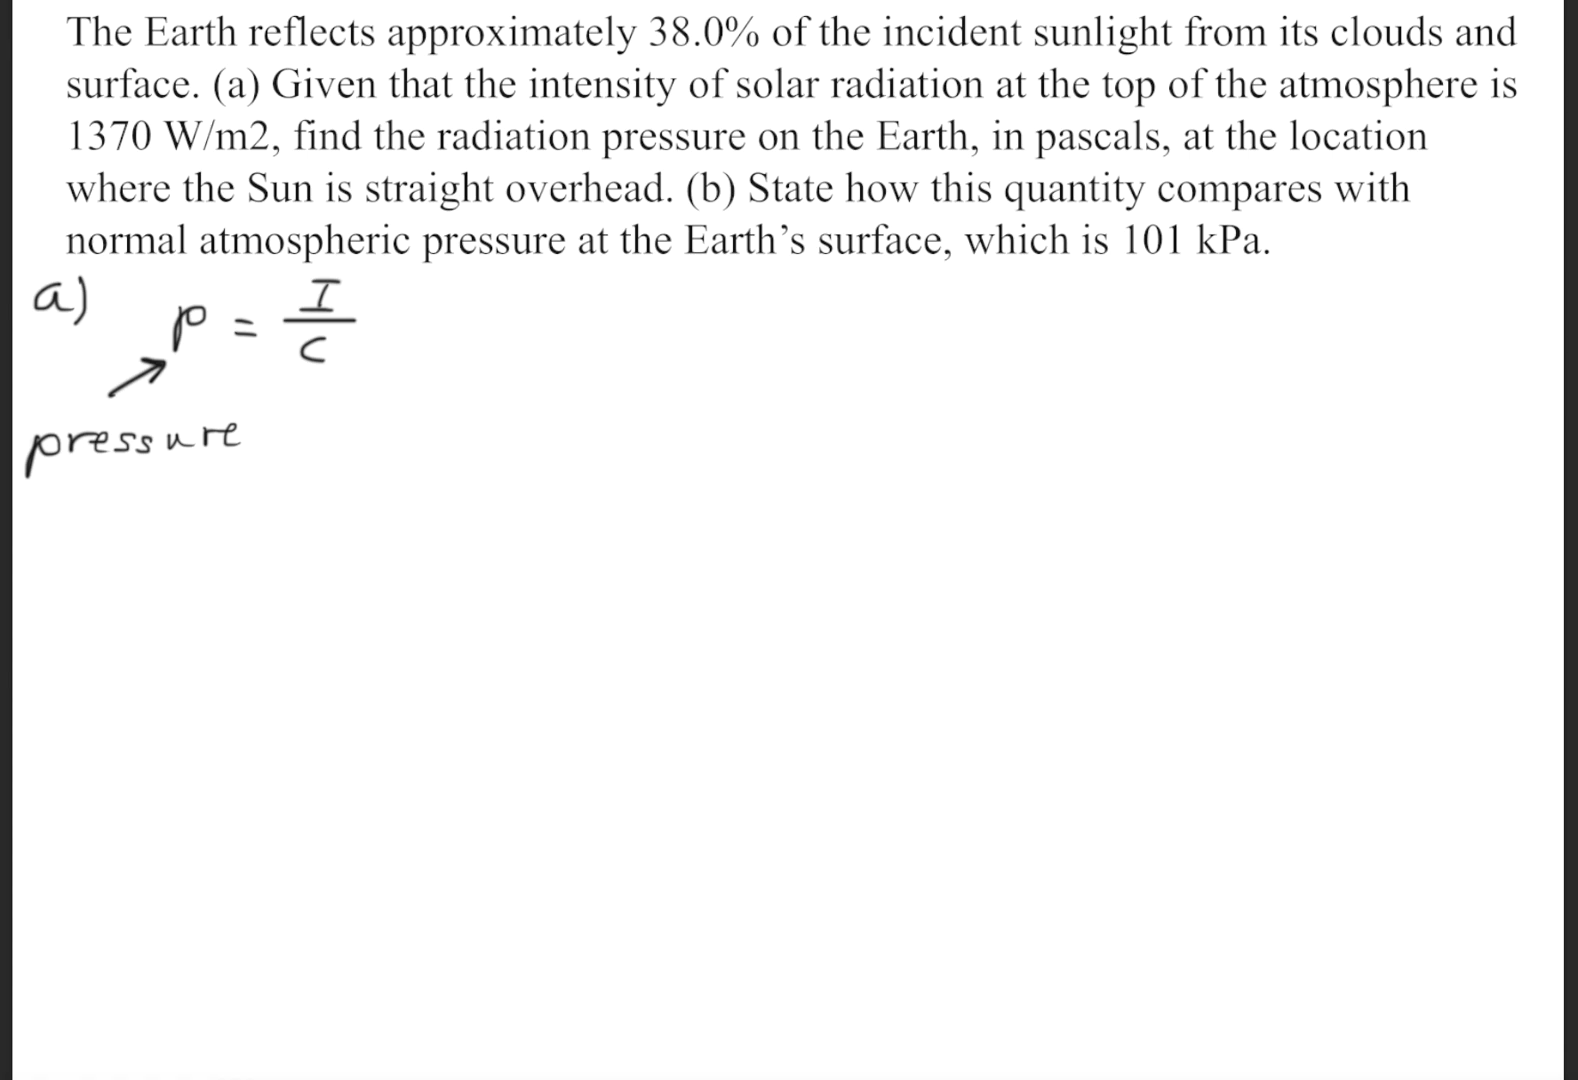 The Earth reflects approximately 38.0% of the incident sunlight from its clouds and
surface. (a) Given that the intensity of solar radiation at the top of the atmosphere is
1370 W/m2, find the radiation pressure on the Earth, in pascals, at the location
where the Sun is straight overhead. (b) State how this quantity compares with
normal atmospheric pressure at the Earth’s surface, which is 101 kPa.
a)
p = I/c
pressure